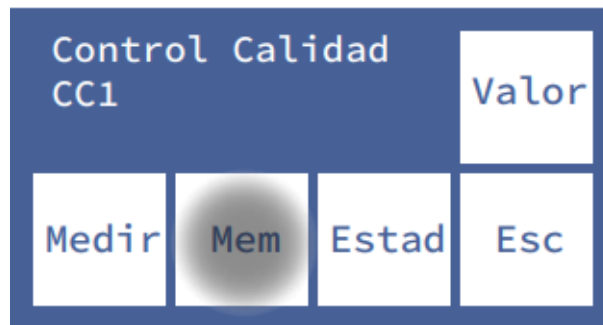 Control Calidad
CC1
Valor
Medir Mem Estad Esc